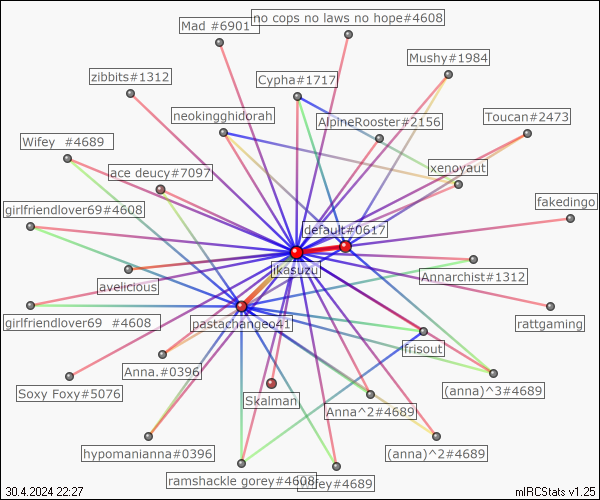 no cops no laws no hope#4608
Mad #6901
Mushy#1984
zibbits#1312
Cypha#1717
neokingghidorah
AlpineRooster#2156
Toucan#2473
Wifey  #4689
ace deucy#7097
xenoyaut
girlfriendlover69#4608
default#0617
fakedingo
ikasuzu
Annarchist#1312
avelicious
girlfriendlover69  #4608
pastachangeo41
rattgaming
frisout
Anna.#0396
Soxy Foxy#5076
Skalman
Anna^2#4689
(anna)^3#4689
hypomanianna#0396
(anna)^2#4689
ramshackle gorey#4608
#4689
30.4.2024 22:27
mIRCStats v1.25